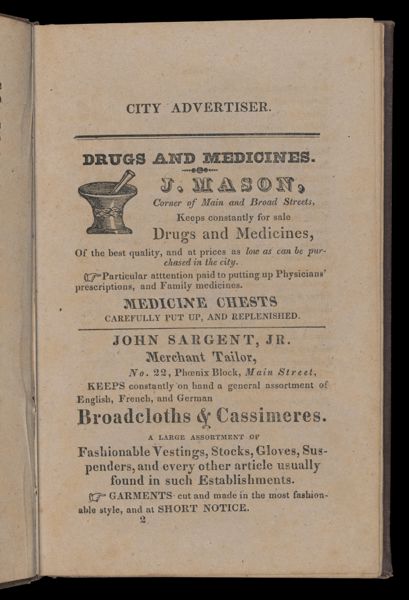 CITY ADVERTISER.
DRUGS AND MEDICINES.
J. MASON,
Corner of Main and Broad Streets,
Keeps constantly for sale
Drugs and Medicines,
Of the best quality, and at prices as low as can be pur-
chased in the city.
☞Particular atttention paid to putting up Physicians'
prescriptions, and Family medicines.
MEDICINE CHESTS
CAREFULLY PUT UP, AND REPLENISHED.
JOHN SARGENT, JR.
Merchant Tailor,
No. 22, Phœnix Block, Main Street,
KEEPS constantly on hand a general assortment of
English, French, and German
Broadcloths & Cassimeres.
A LARGE ASSORTMENT OF
Fashionable Vestings, Stocks, Gloves, Sus-
penders, and every other article usually
found in such Establishments.
☞ GARMENTS cut and made in the most fashion-
able style, and at SHORT NOTICE.
2